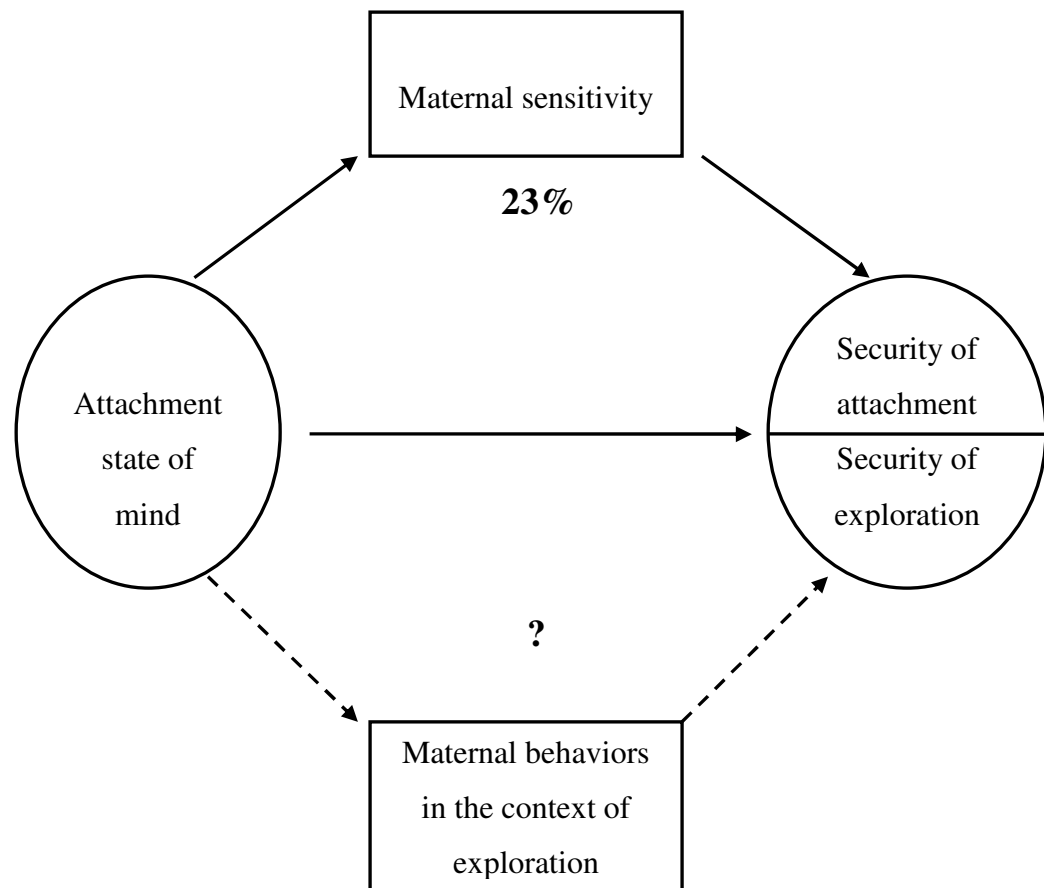 Maternal sensitivity
23%
Attachment
state of
mind
Security of
attachment
Security of
exploration
?
Maternal behaviors
in the context of
exploration